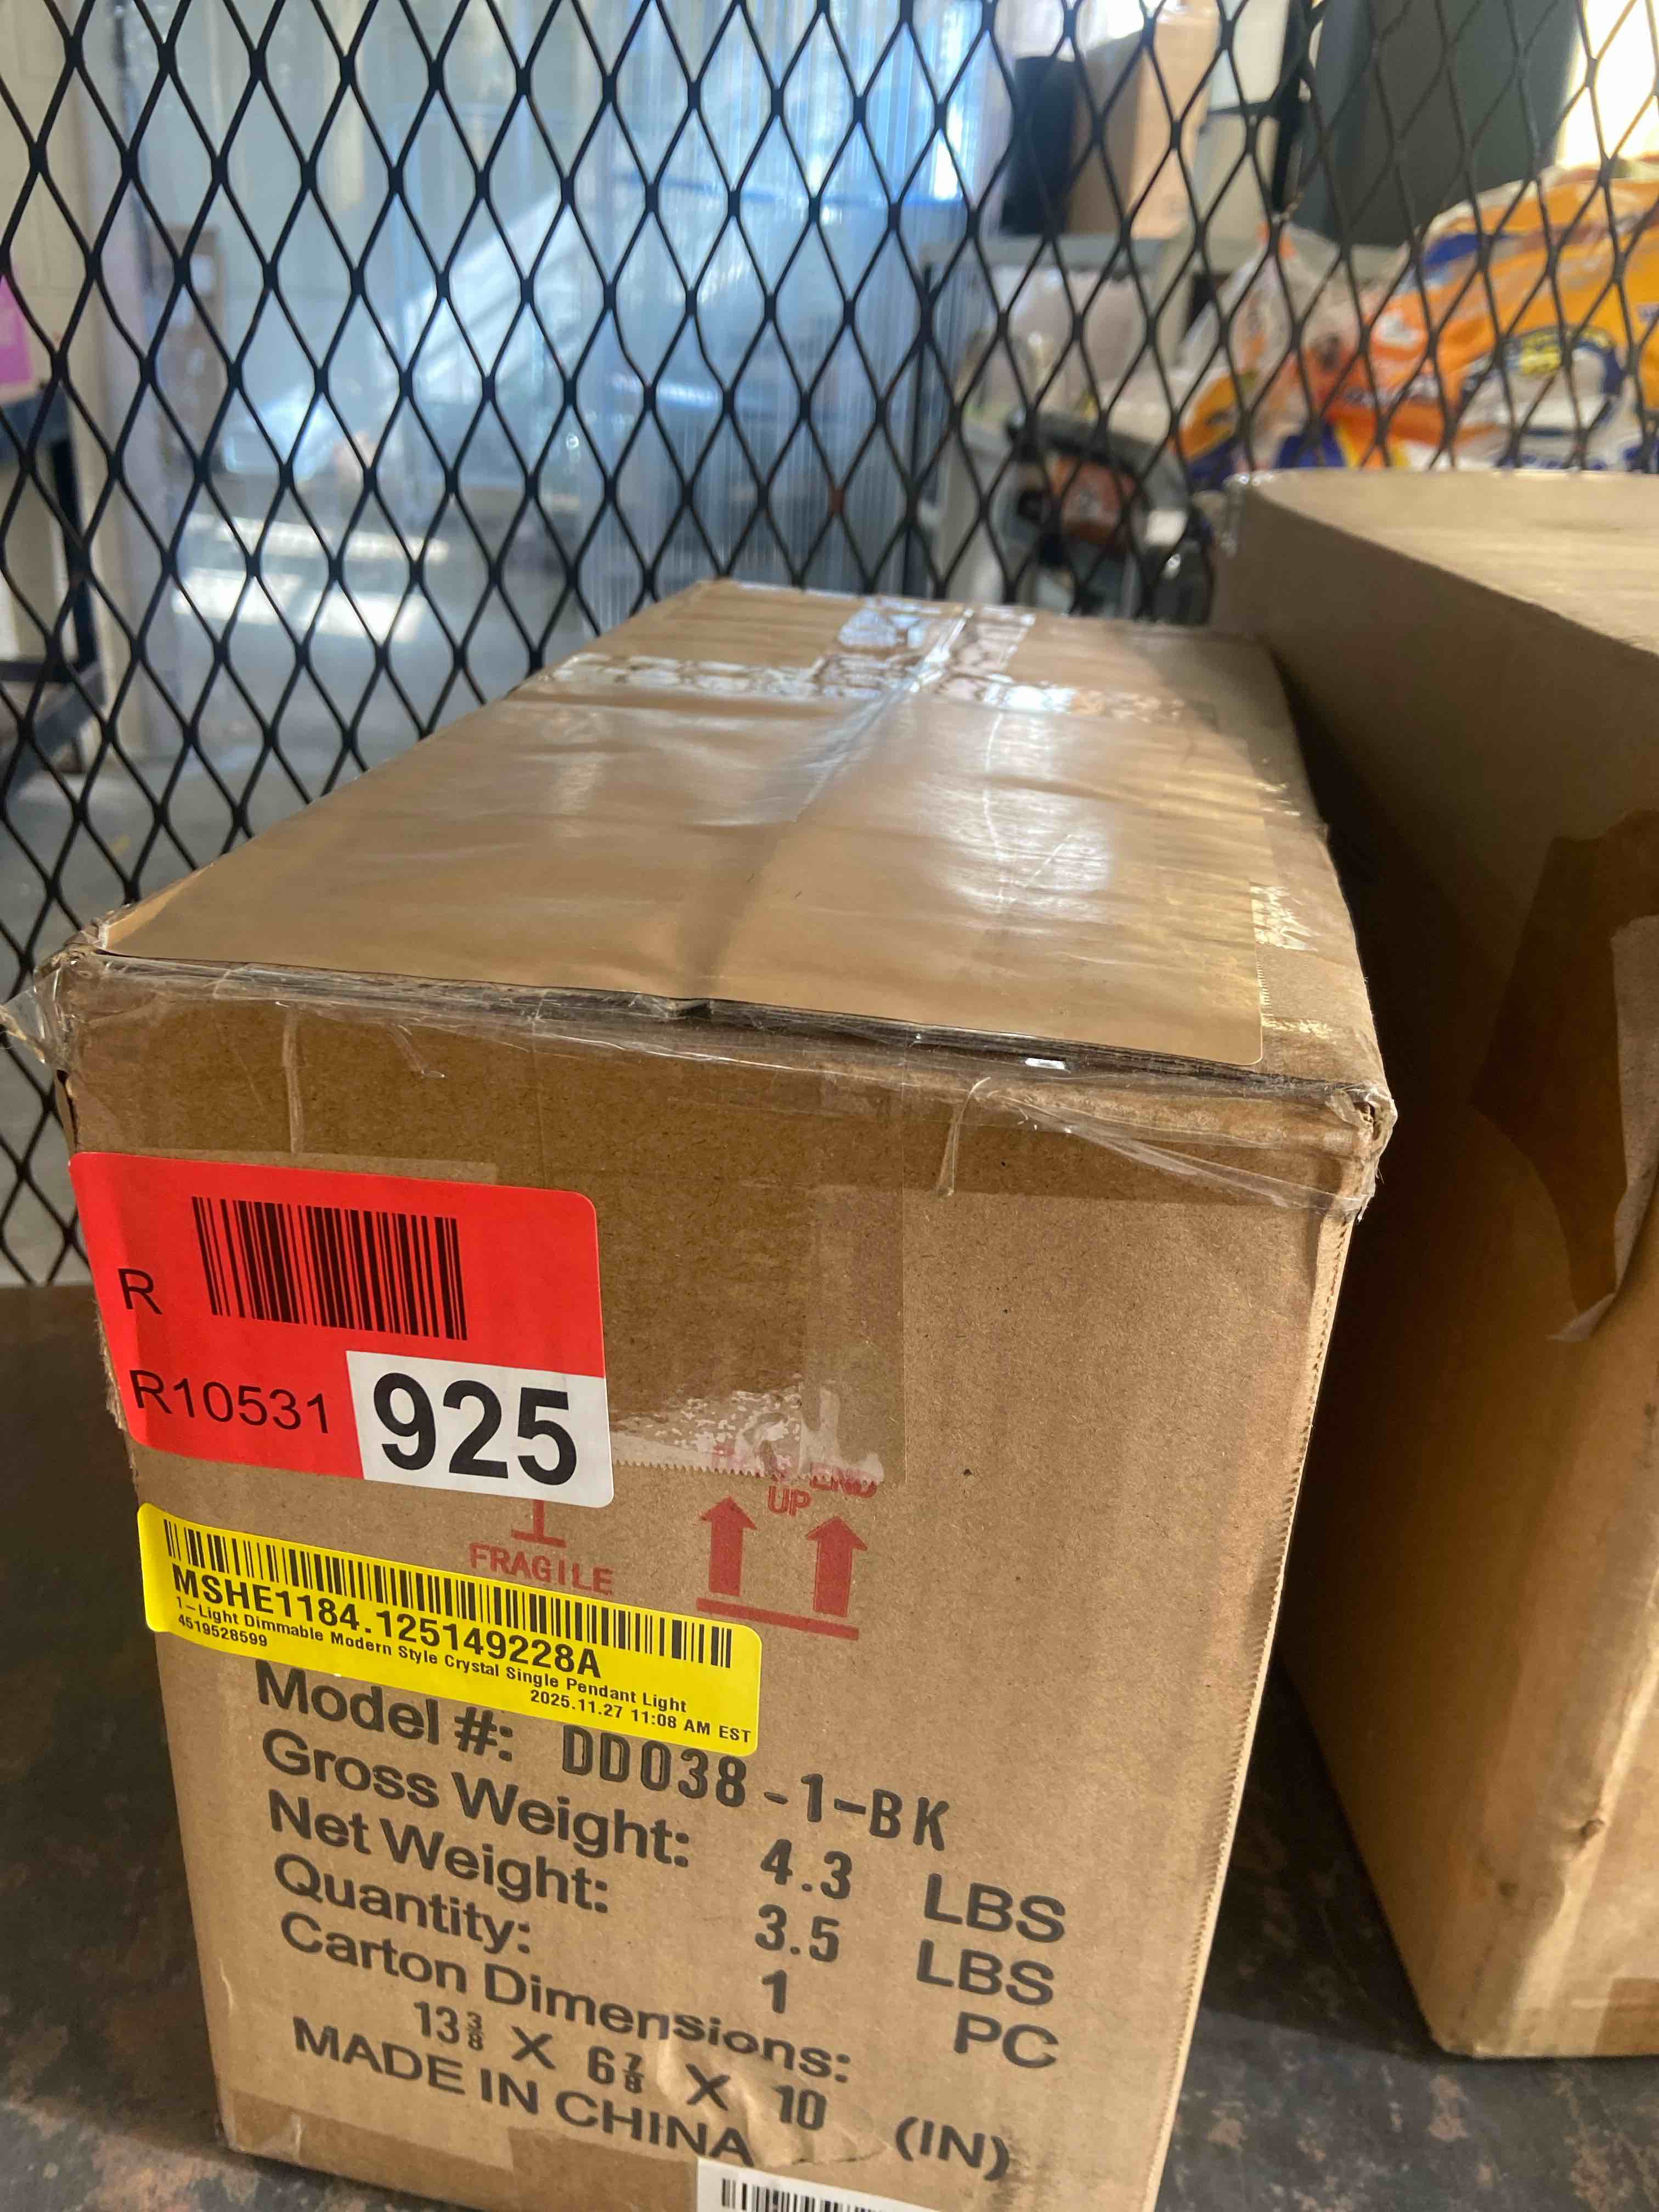 R
R10531
925
END
UP
FRAGILE
MSHE1184.125149228A
1-Light Dimmable Modern Style Crystal Single Pendant Light
4519528599
2025.11.27 11:08 AM EST
Model #: DD038-1-BK
Gross Weight: 4.3 LBS
Net Weight: 3.5 LBS
Quantity: 1 PC
Carton Dimensions:
13 3/8 X 6 7/8 X 10 (IN)
MADE IN CHINA